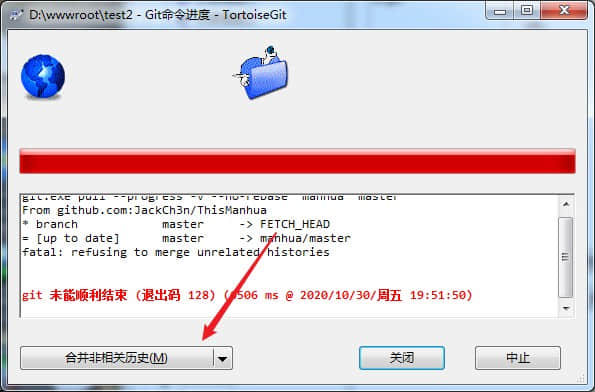 D:\wwwroot\test2 - Git命令进度 - TortoiseGit
git.exe pull --progress -v --no-rebase "manhua" master
From github.com:JackCh3n/ThisManhua
* branch master -> FETCH_HEAD
= [up to date] master -> manhua/master
fatal: refusing to merge unrelated histories
git 未能顺利结束 (退出码 128) (6506 ms @ 2020/10/30/周五 19:51:50)
合并非相关历史(M)
关闭
中止